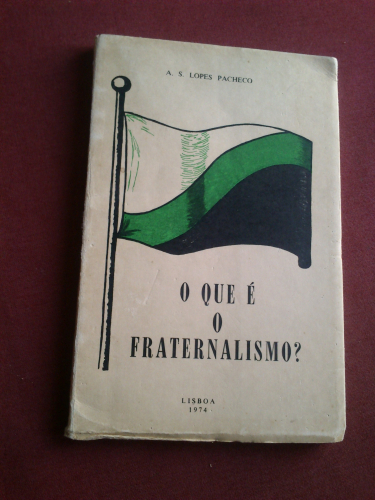 A. S. LOPES PACHECO
O QUE É
O
FRATERNALISMO?
LISBOA
1974